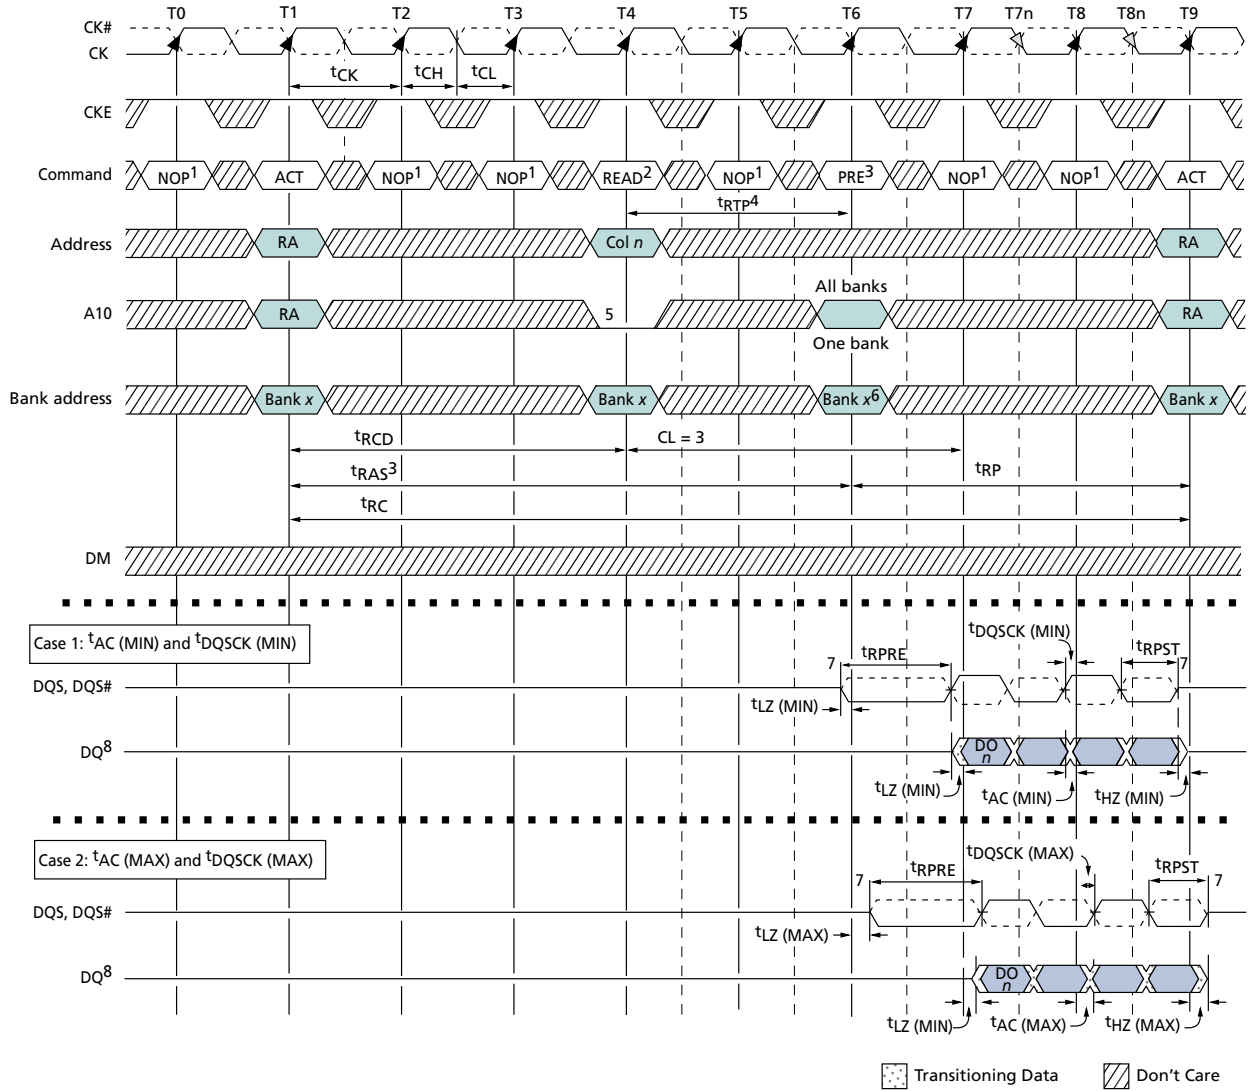 T0 T1 T2 T3 T4 T5 T6 T7 T7n T8 T8n T9
CK#
CK
tCK tCH tCL
CKE
Command NOP1 ACT NOP1 NOP1 READ2 NOP1 PRE3 NOP1 NOP1 ACT
tRTP4
Address RA Col n RA
All banks
A10 RA 5 RA
One bank
Bank address Bank x Bank x Bank x6 Bank x
tRCD CL = 3
tRAS3 tRP
tRC
DM
Case 1: tAC (MIN) and tDQSCK (MIN)
tDQSCK (MIN)
7 tRPRE tRPST 7
DQS, DQS#
tLZ (MIN)
DQ8 DO n
tLZ (MIN) tAC (MIN) tHZ (MIN)
Case 2: tAC (MAX) and tDQSCK (MAX)
tDQSCK (MAX)
7 tRPRE tRPST 7
DQS, DQS#
tLZ (MAX)
DQ8 DO n
tLZ (MIN) tAC (MAX) tHZ (MAX)
Transitioning Data Don't Care